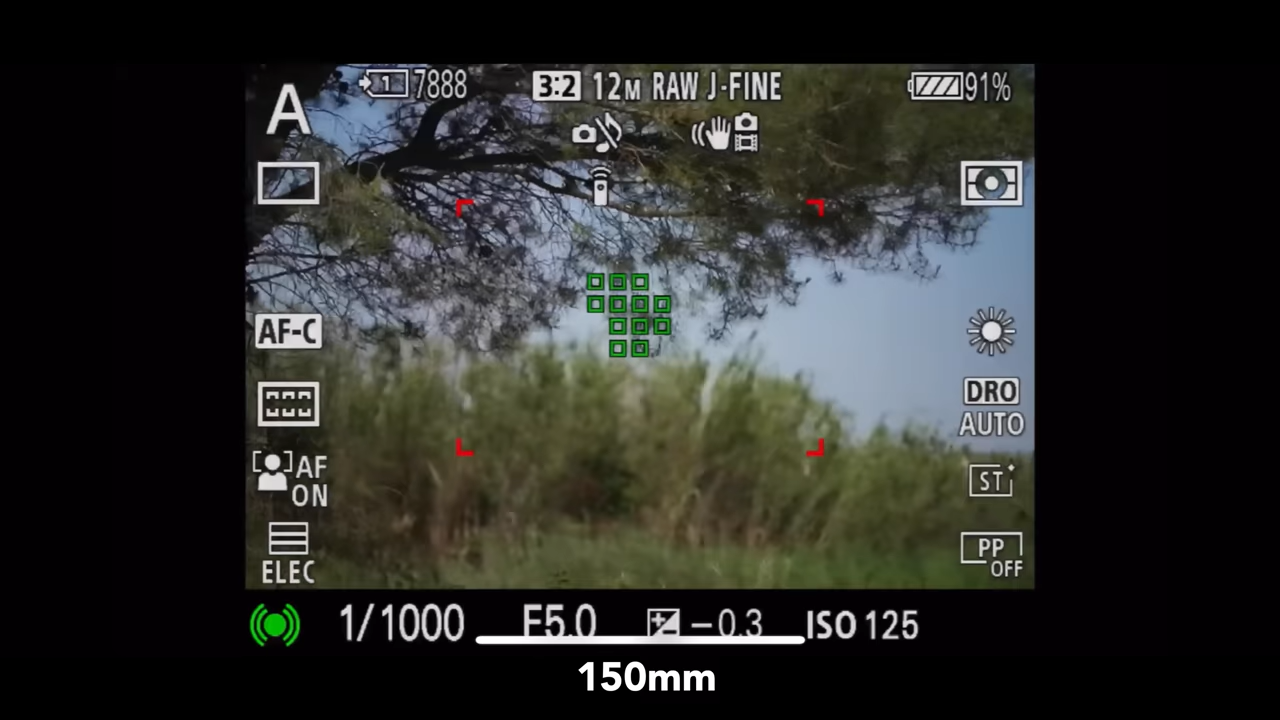 A
1 7888 3:2 12M RAW J-FINE 91%
AF-C
DRO
AUTO
AF
ON
ST
PP
OFF
ELEC
1/1000 F5.0 −0.3 ISO 125
150mm